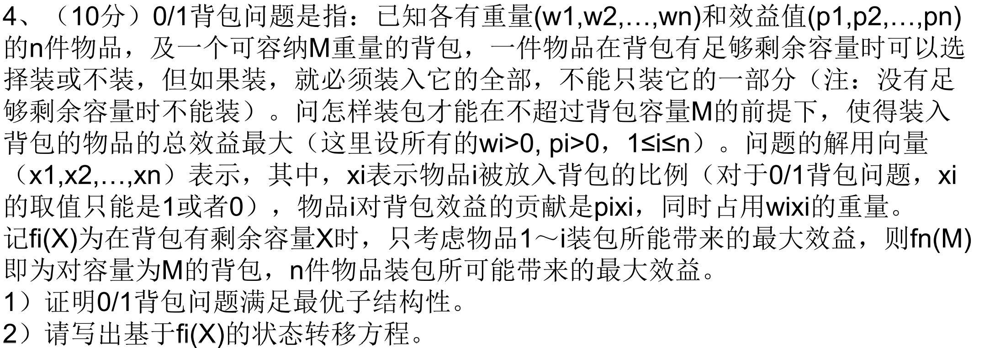 4、（10分）0/1背包问题是指：已知各有重量(w1,w2,…,wn)和效益值(p1,p2,…,pn)
的n件物品，及一个可容纳M重量的背包，一件物品在背包有足够剩余容量时可以选
择装或不装，但如果装，就必须装入它的全部，不能只装它的一部分（注：没有足
够剩余容量时不能装）。问怎样装包才能在不超过背包容量M的前提下，使得装入
背包的物品的总效益最大（这里设所有的wi>0, pi>0，1≤i≤n）。问题的解用向量
（x1,x2,…,xn）表示，其中，xi表示物品i被放入背包的比例（对于0/1背包问题，xi
的取值只能是1或者0），物品i对背包效益的贡献是pixi，同时占用wixi的重量。
记fi(X)为在背包有剩余容量X时，只考虑物品1～i装包所能带来的最大效益，则fn(M)
即为对容量为M的背包，n件物品装包所可能带来的最大效益。
1）证明0/1背包问题满足最优子结构性。
2）请写出基于fi(X)的状态转移方程。